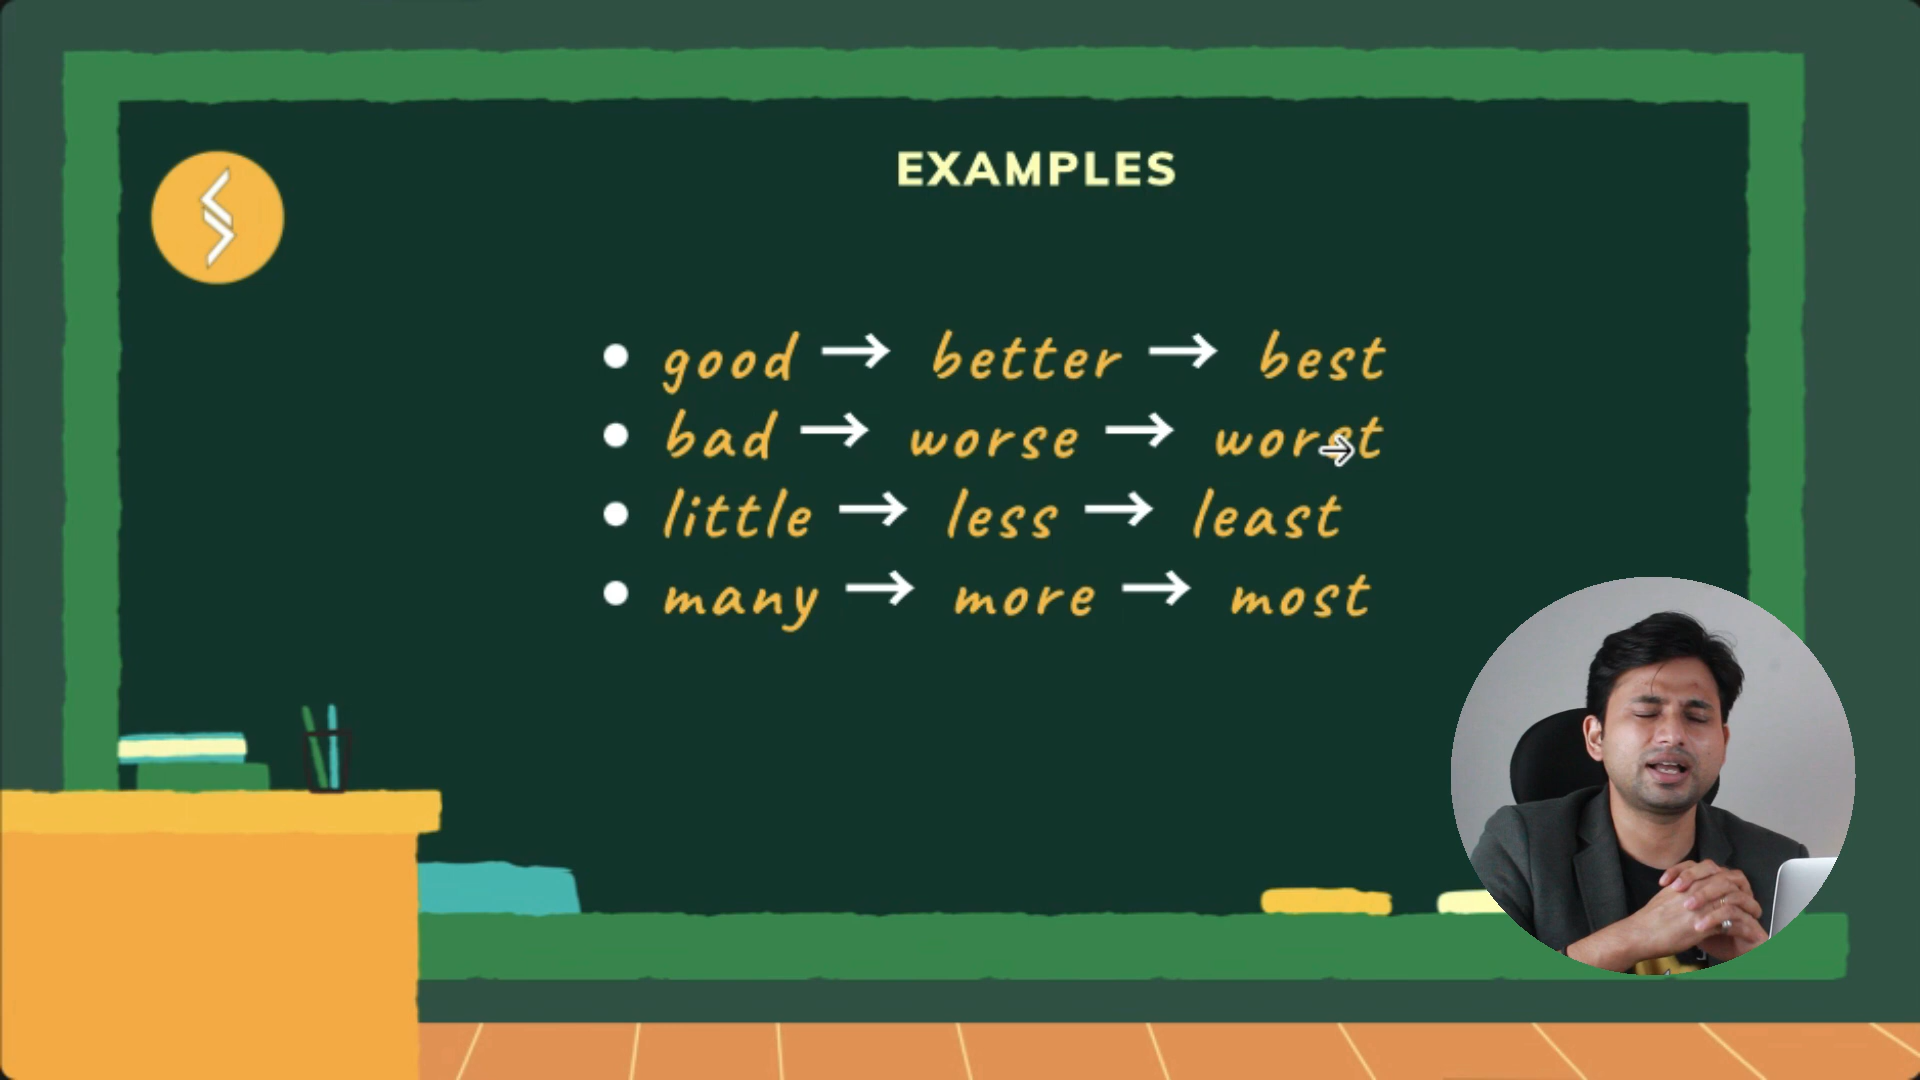 EXAMPLES
• good → better → best
• bad → worse → worst
• little → less → least
• many → more → most